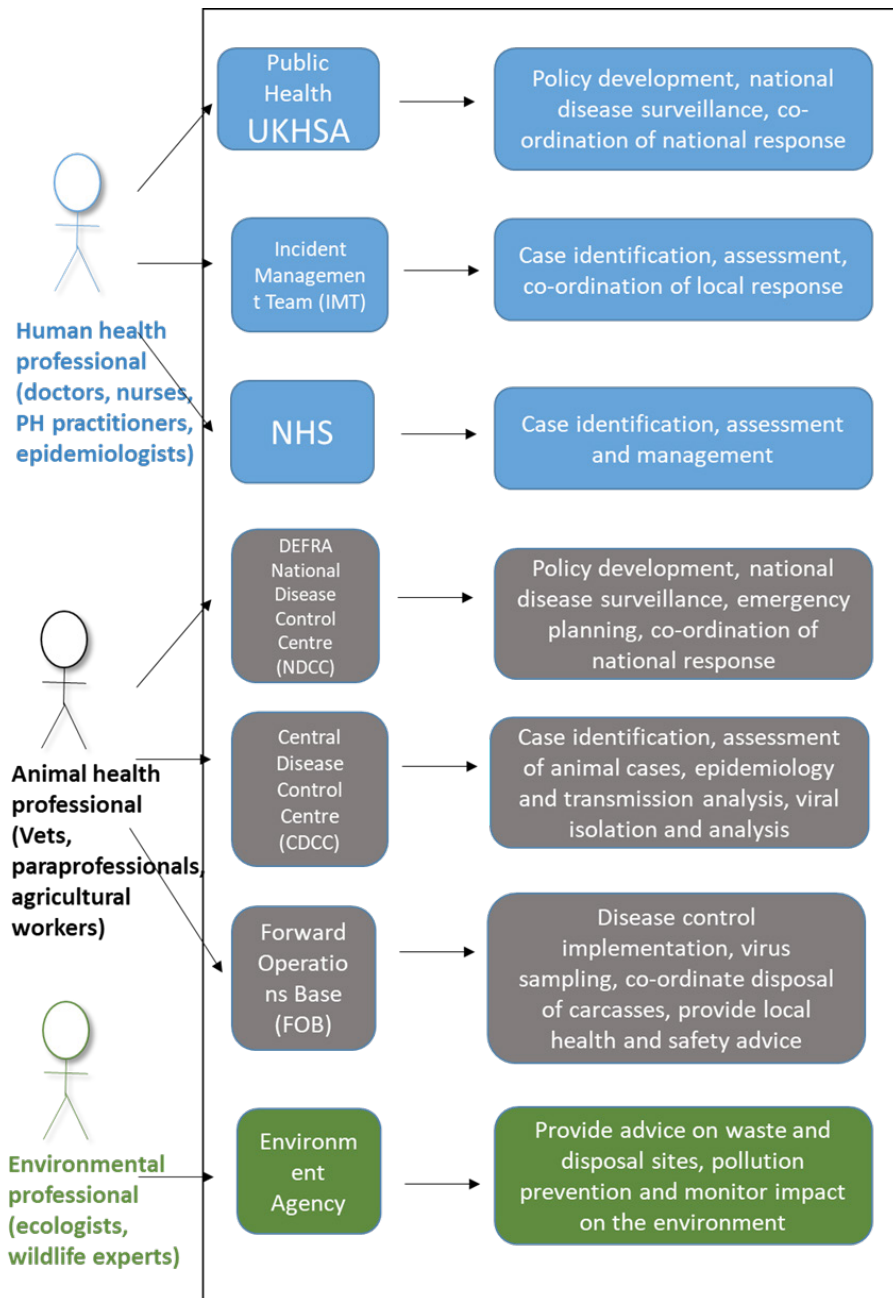 Public
Health
UKHSA
Policy development, national
disease surveillance, co-
ordination of national response
Incident
Managemen
t Team (IMT)
Case identification, assessment,
co-ordination of local response
Human health
professional
(doctors, nurses,
PH practitioners,
epidemiologists)
NHS
Case identification, assessment
and management
DEFRA
National
Disease
Control
Centre
(NDCC)
Policy development, national
disease surveillance, emergency
planning, co-ordination of
national response
Animal health
professional
(Vets,
paraprofessionals,
agricultural
workers)
Central
Disease
Control
Centre
(CDCC)
Case identification, assessment
of animal cases, epidemiology
and transmission analysis, viral
isolation and analysis
Forward
Operatio
ns Base
(FOB)
Disease control
implementation, virus
sampling, co-ordinate disposal
of carcasses, provide local
health and safety advice
Environmental
professional
(ecologists,
wildlife experts)
Environm
ent
Agency
Provide advice on waste and
disposal sites, pollution
prevention and monitor impact
on the environment